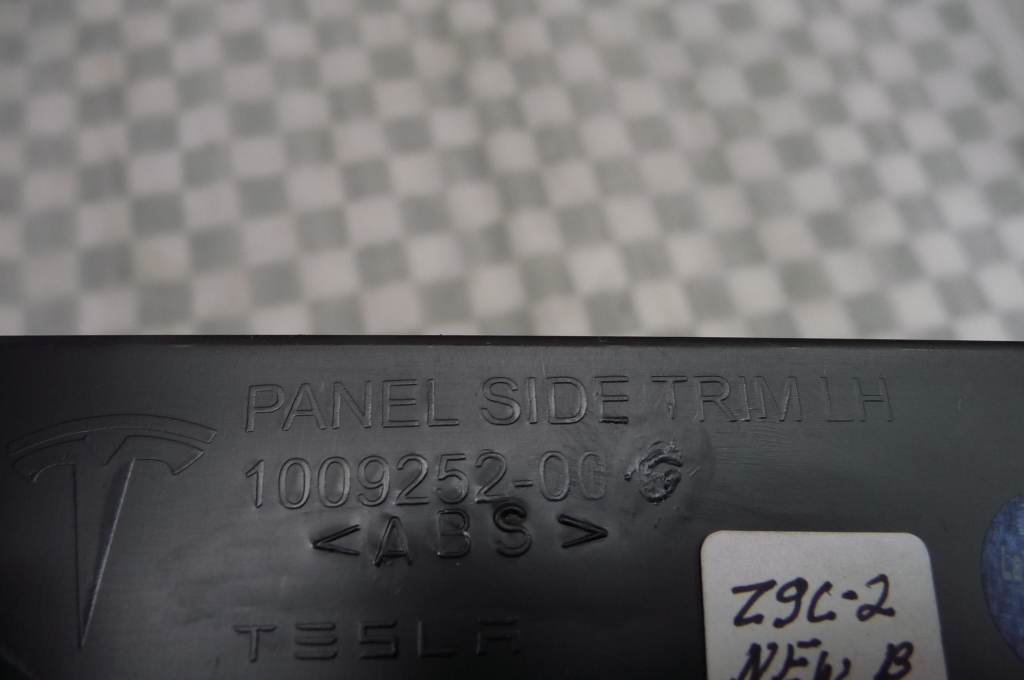 PANEL SIDE TRIM LH
1009252-00
<ABS>
TESLA
Z9C-2
NEW B